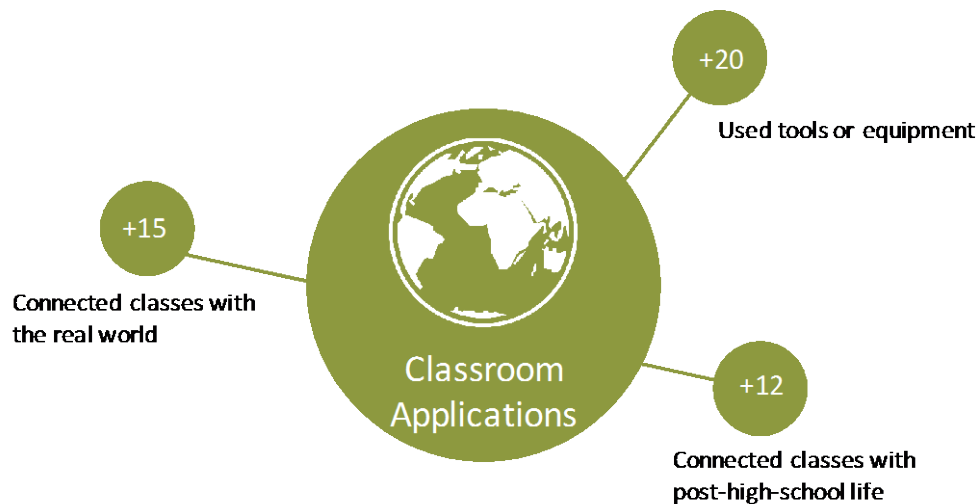 +20
Used tools or equipment
+15
Connected classes with
the real world
Classroom
Applications
+12
Connected classes with
post-high-school life